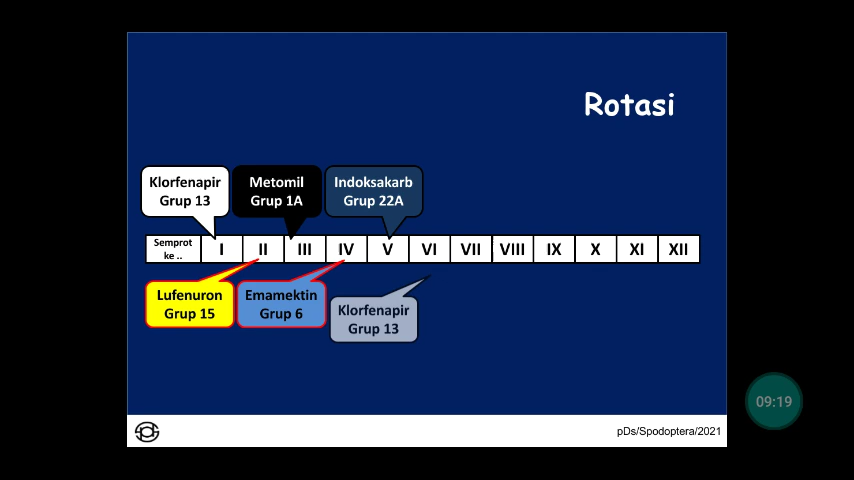 Rotasi
Klorfenapir
Grup 13
Metomil
Grup 1A
Indoksakarb
Grup 22A
Semprot
ke ..
I II III IV V VI VII VIII IX X XI XII
Lufenuron
Grup 15
Emamektin
Grup 6
Klorfenapir
Grup 13
09:19
pDs/Spodoptera/2021